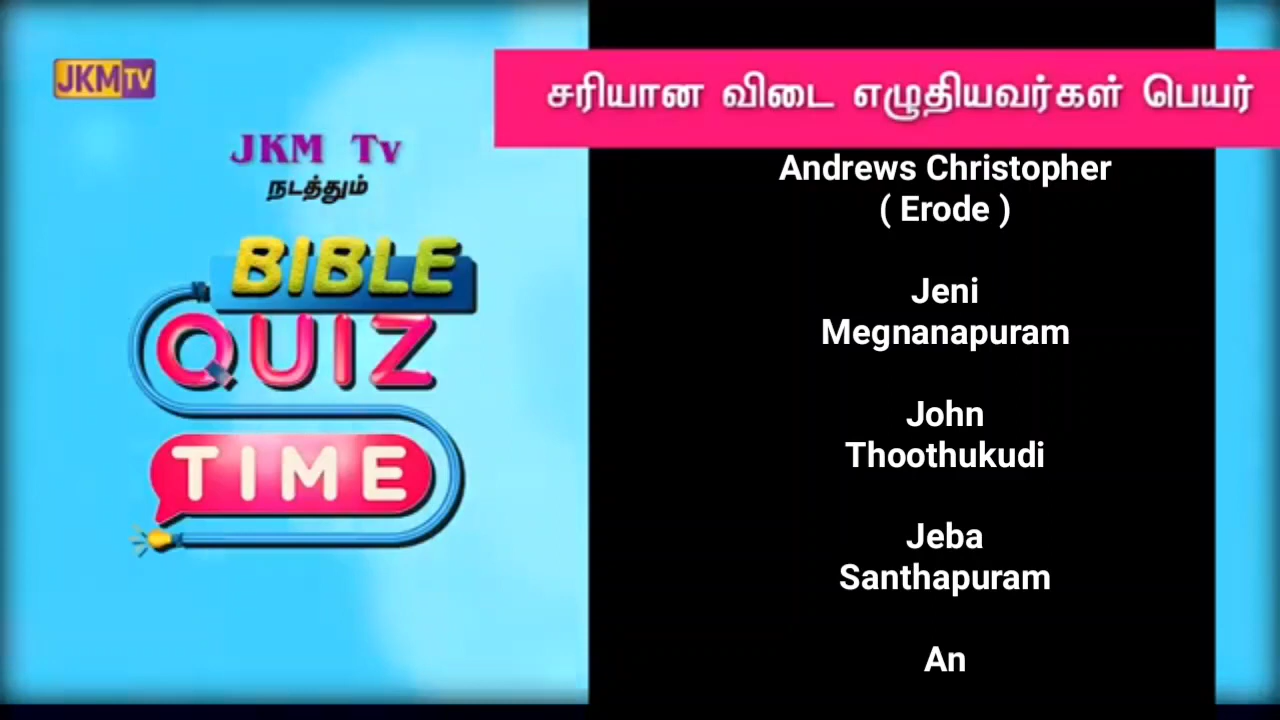 JKMTV
JKM Tv
நடத்தும்
BIBLE
QUIZ
TIME
சரியான விடை எழுதியவர்கள் பெயர்
Andrews Christopher
( Erode )
Jeni
Megnanapuram
John
Thoothukudi
Jeba
Santhapuram
An